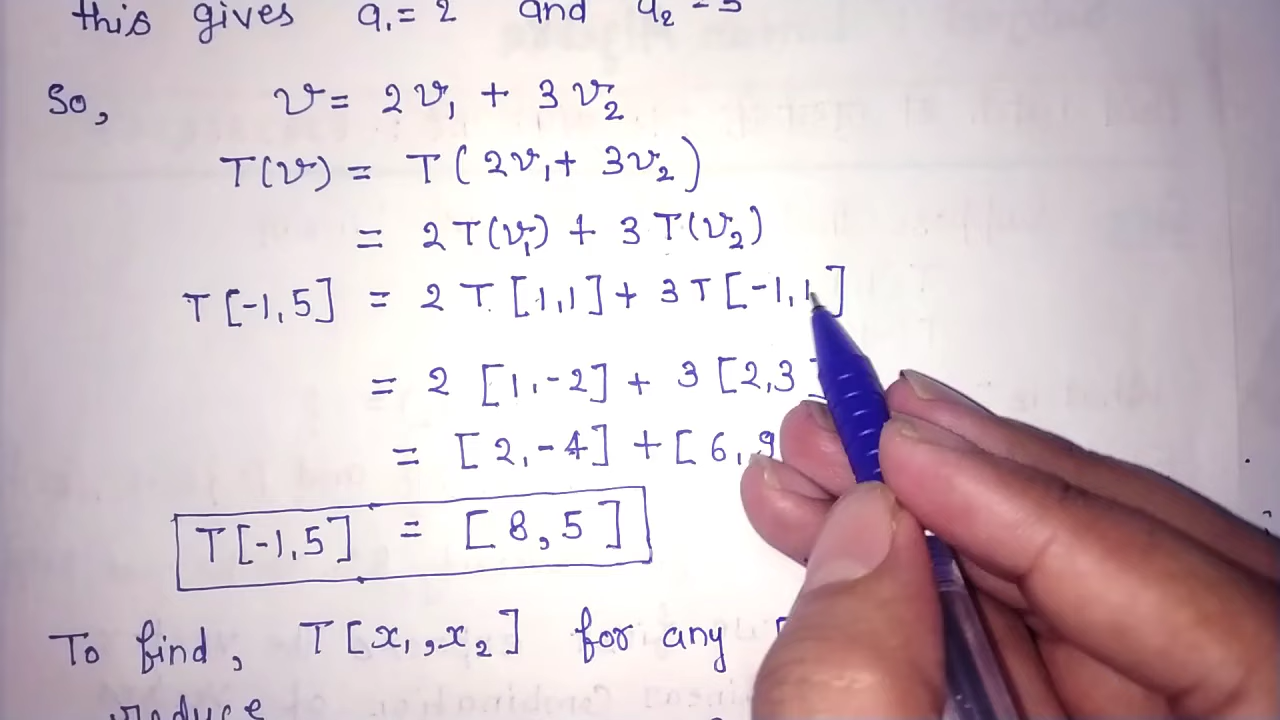 this gives a₁ = 2 and a₂ = 3
So, v = 2v₁ + 3v₂
T(v) = T(2v₁ + 3v₂)
= 2T(v₁) + 3T(v₂)
T[-1,5] = 2T[1,1] + 3T[-1,1]
= 2 [1,-2] + 3 [2,3]
= [2,-4] + [6,9
T[-1,5] = [8,5]
To find, T[x₁,x₂] for any [
reduce